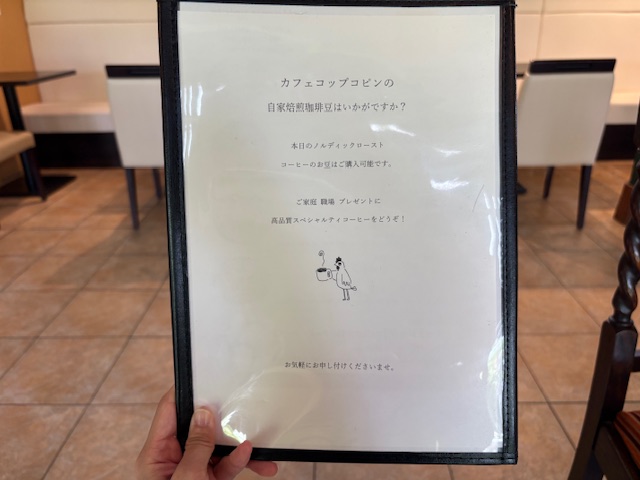 カフェコップコピンの
自家焙煎珈琲豆はいかがですか？
本日のノルディックロースト
コーヒーのお豆はご購入可能です。
ご家庭 職場 プレゼントに
高品質スペシャルティコーヒーをどうぞ！
お気軽にお申し付けくださいませ。